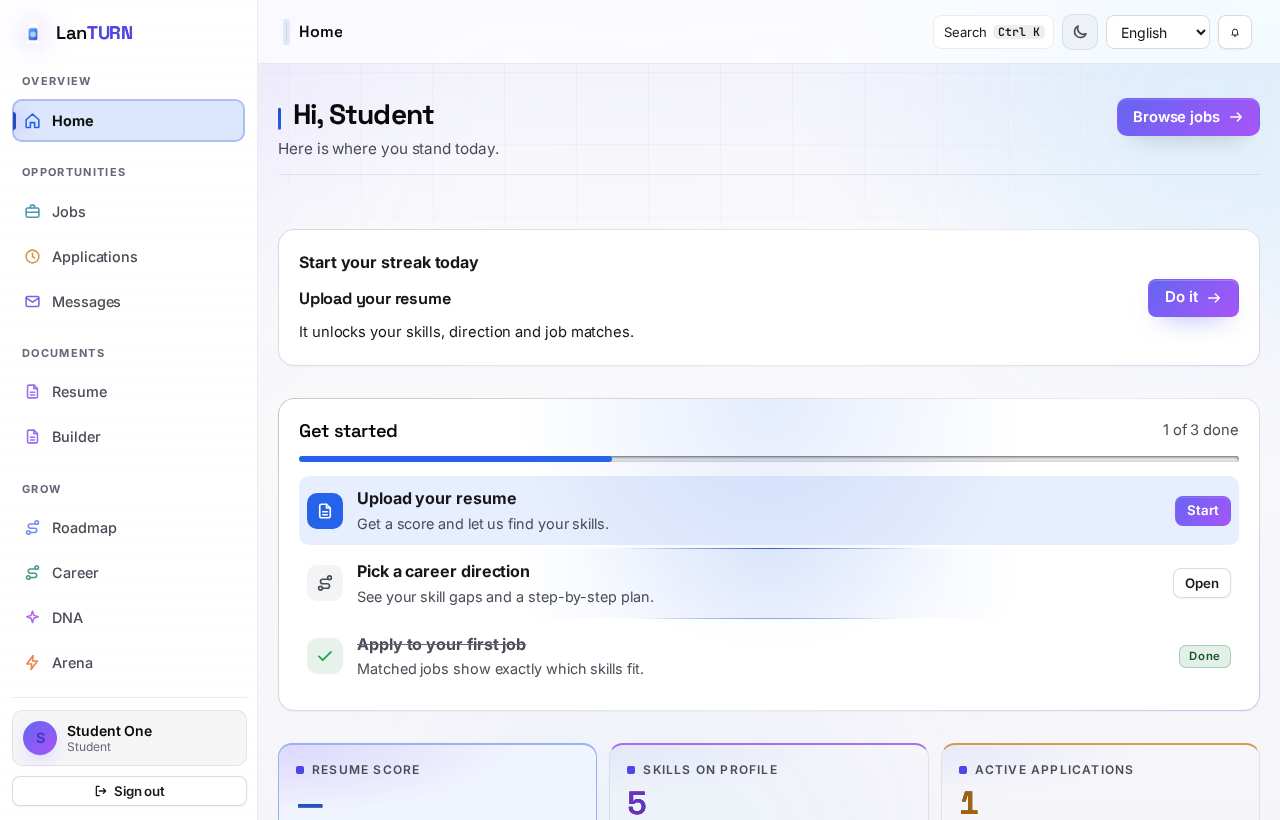 LanTURN
OVERVIEW
Home
OPPORTUNITIES
Jobs
Applications
Messages
DOCUMENTS
Resume
Builder
GROW
Roadmap
Career
DNA
Arena
S
Student One
Student
Sign out
Home
Search Ctrl K
English
Hi, Student
Here is where you stand today.
Browse jobs →
Start your streak today
Upload your resume
It unlocks your skills, direction and job matches.
Do it →
Get started
1 of 3 done
Upload your resume
Get a score and let us find your skills.
Start
Pick a career direction
See your skill gaps and a step-by-step plan.
Open
Apply to your first job
Matched jobs show exactly which skills fit.
Done
RESUME SCORE
—
SKILLS ON PROFILE
5
ACTIVE APPLICATIONS
1